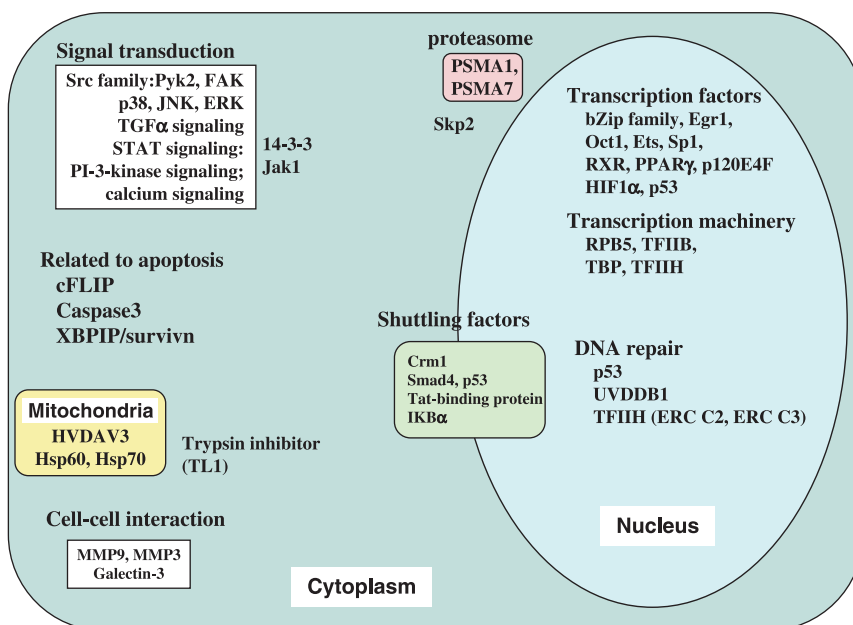 Signal transduction
Src family:Pyk2, FAK
p38, JNK, ERK
TGFα signaling
STAT signaling:
PI-3-kinase signaling;
calcium signaling
14-3-3
Jak1
proteasome
PSMA1,
PSMA7
Skp2
Transcription factors
bZip family, Egr1,
Oct1, Ets, Sp1,
RXR, PPARγ, p120E4F
HIF1α, p53
Transcription machinery
RPB5, TFIIB,
TBP, TFIIH
Related to apoptosis
cFLIP
Caspase3
XBPIP/survivn
Shuttling factors
Crm1
Smad4, p53
Tat-binding protein
IKBα
DNA repair
p53
UVDDB1
TFIIH (ERC C2, ERC C3)
Mitochondria
HVDAV3
Hsp60, Hsp70
Trypsin inhibitor
(TL1)
Cell-cell interaction
MMP9, MMP3
Galectin-3
Nucleus
Cytoplasm